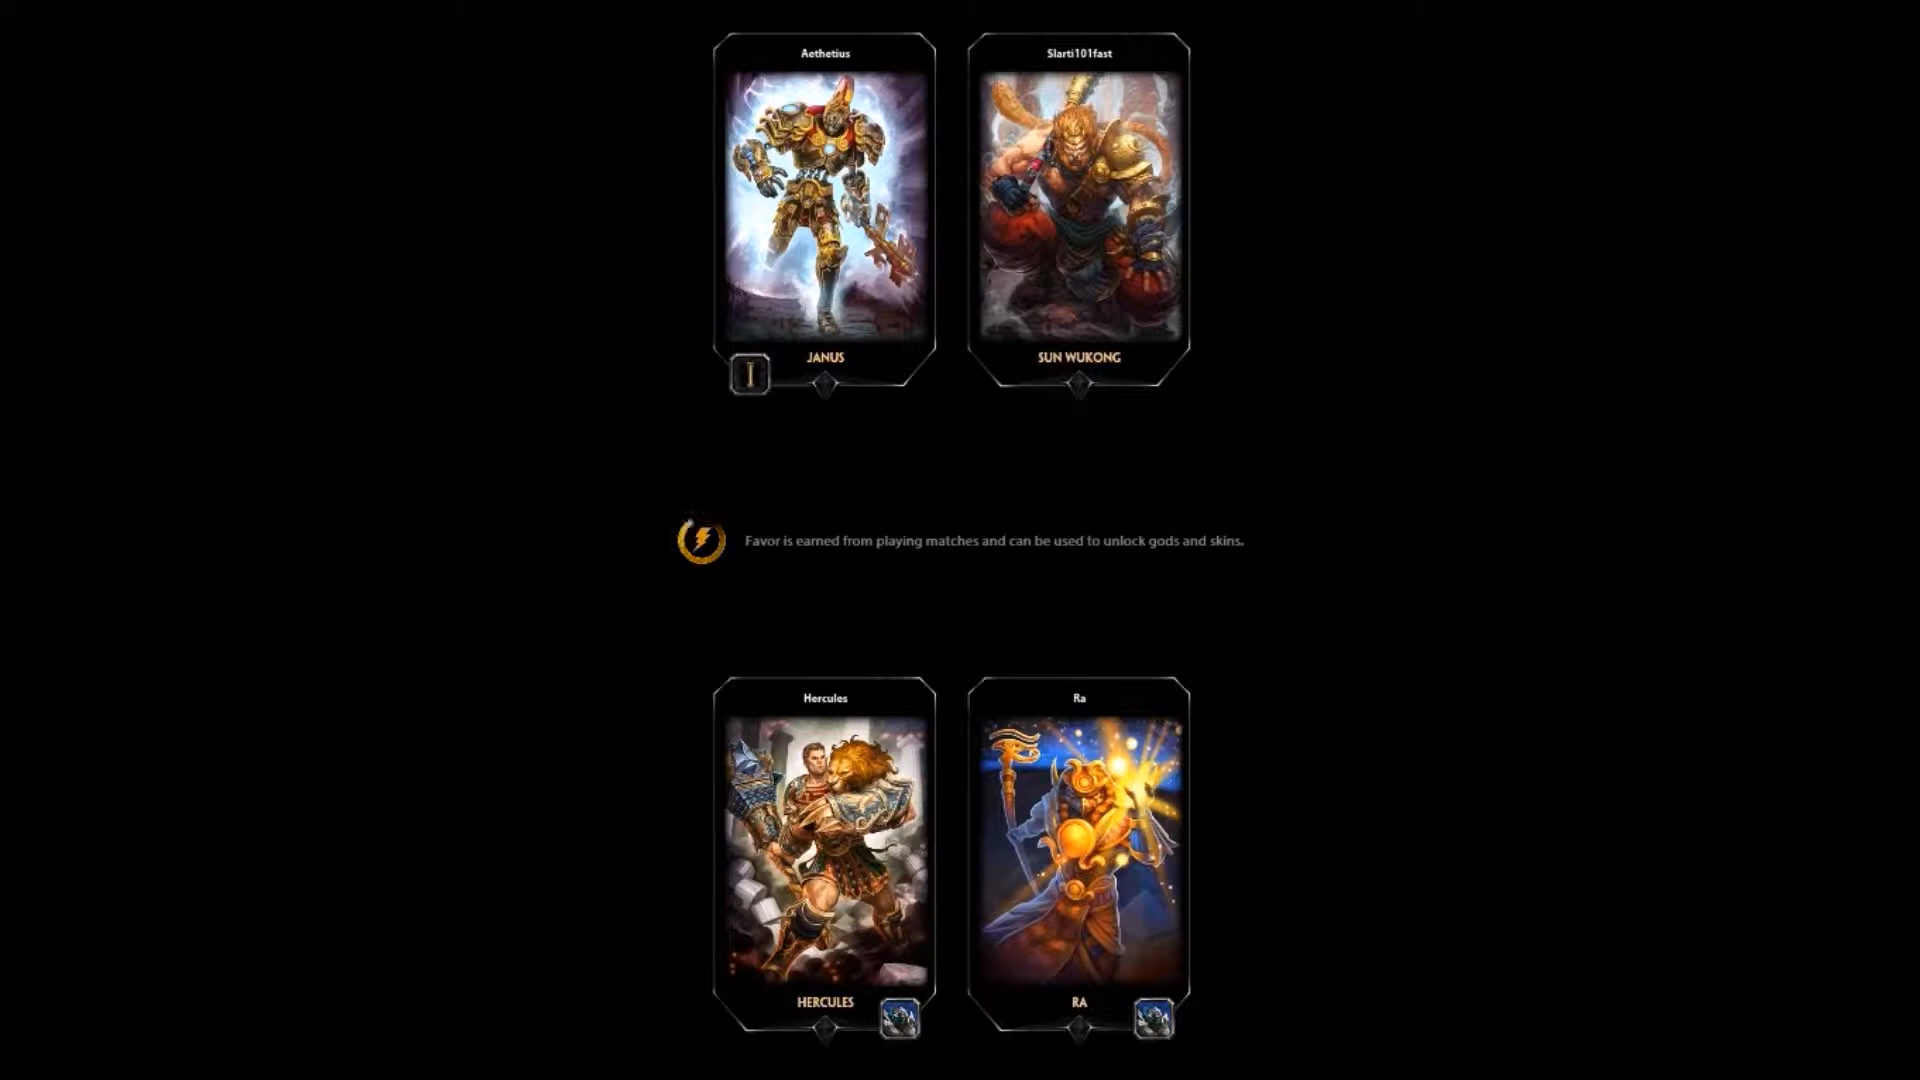 Aethetius
Slarti101fast
JANUS
SUN WUKONG
I
Favor is earned from playing matches and can be used to unlock gods and skins.
Hercules
Ra
HERCULES
RA